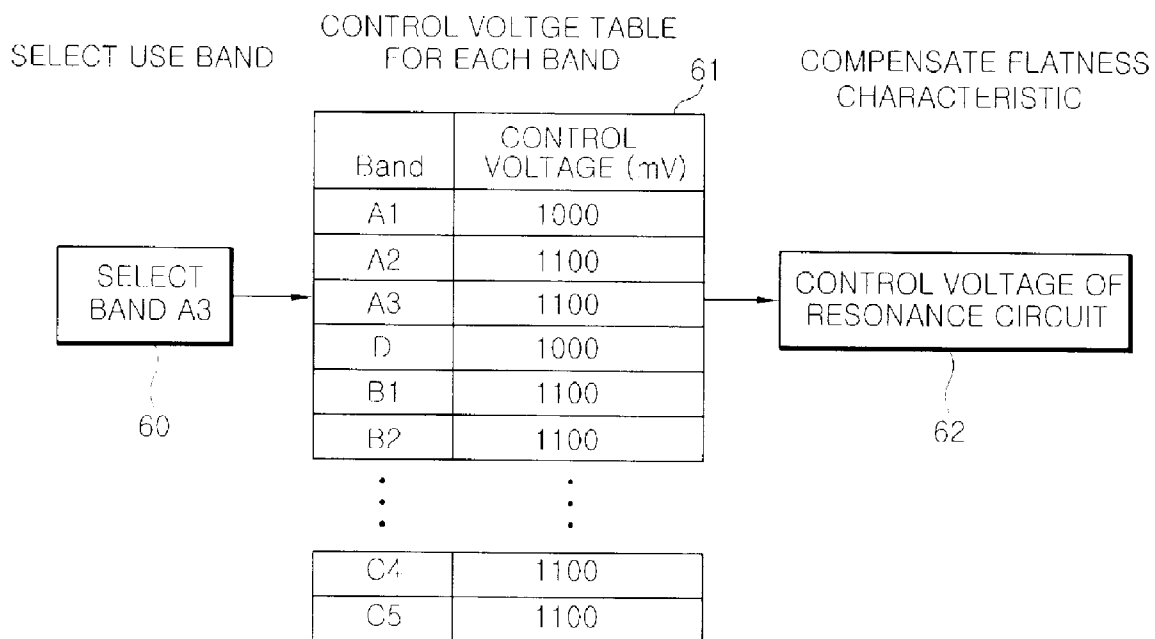 SELECT USE BAND
CONTROL VOLTGE TABLE
FOR EACH BAND
61
COMPENSATE FLATNESS
CHARACTERISTIC
Band
CONTROL
VOLTAGE (mV)
A1 1000
A2 1100
A3 1100
D 1000
B1 1100
B2 1100
C4 1100
C5 1100
SELECT
BAND A3
60
CONTROL VOLTAGE OF
RESONANCE CIRCUIT
62